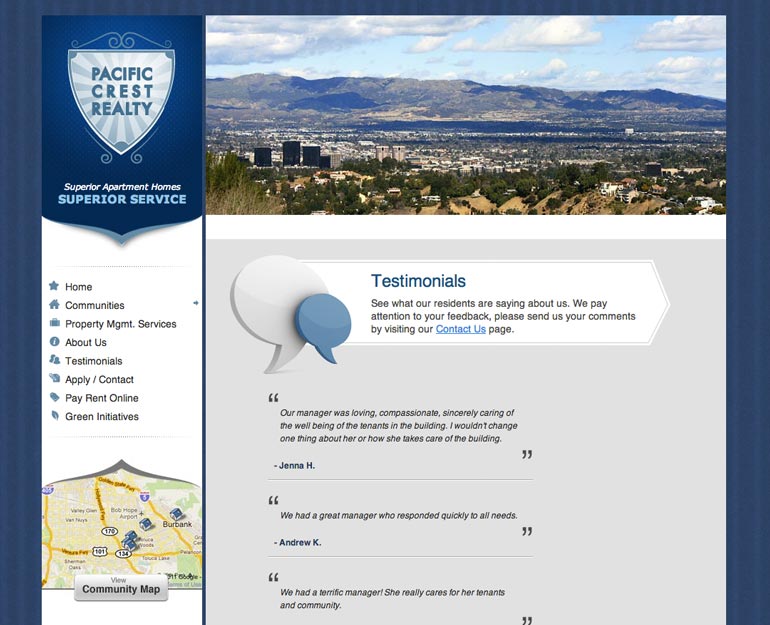 PACIFIC
CREST
REALTY
Superior Apartment Homes
SUPERIOR SERVICE
Home
Communities
Property Mgmt. Services
About Us
Testimonials
Apply / Contact
Pay Rent Online
Green Initiatives
Golden State Fwy
405
5
Valley Glen
Bob Hope
Airport
Van Nuys
Burbank
170
Ventura Fwy
101
134
Sherman
Oaks
Toluca Lake
View
Community Map
Testimonials
See what our residents are saying about us. We pay
attention to your feedback, please send us your comments
by visiting our Contact Us page.
“
Our manager was loving, compassionate, sincerely caring of
the well being of the tenants in the building. I wouldn't change
one thing about her or how she takes care of the building.
”
- Jenna H.
“
We had a great manager who responded quickly to all needs.
”
- Andrew K.
“
We had a terrific manager! She really cares for her tenants
and community.
”